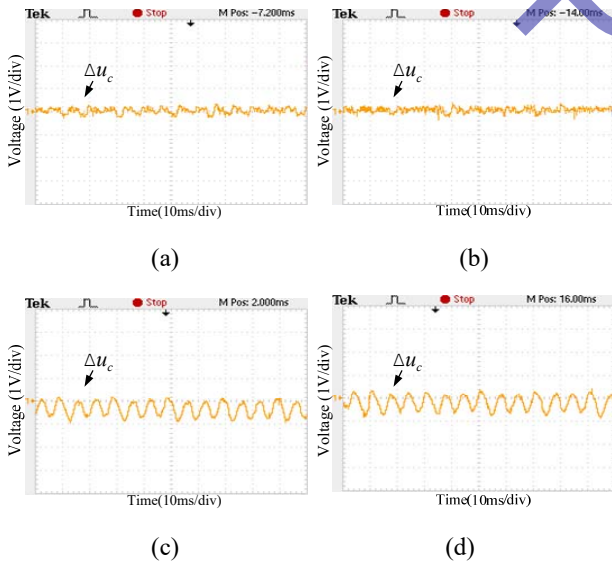 Tek Stop M Pos: -7.200ms
Δu_c
Voltage (1V/div)
Time(10ms/div)
(a)
Tek Stop M Pos: -14.00ms
Δu_c
Voltage (1V/div)
Time(10ms/div)
(b)
Tek Stop M Pos: 2.000ms
Δu_c
Voltage (1V/div)
Time(10ms/div)
(c)
Tek Stop M Pos: 16.00ms
Δu_c
Voltage (1V/div)
Time(10ms/div)
(d)